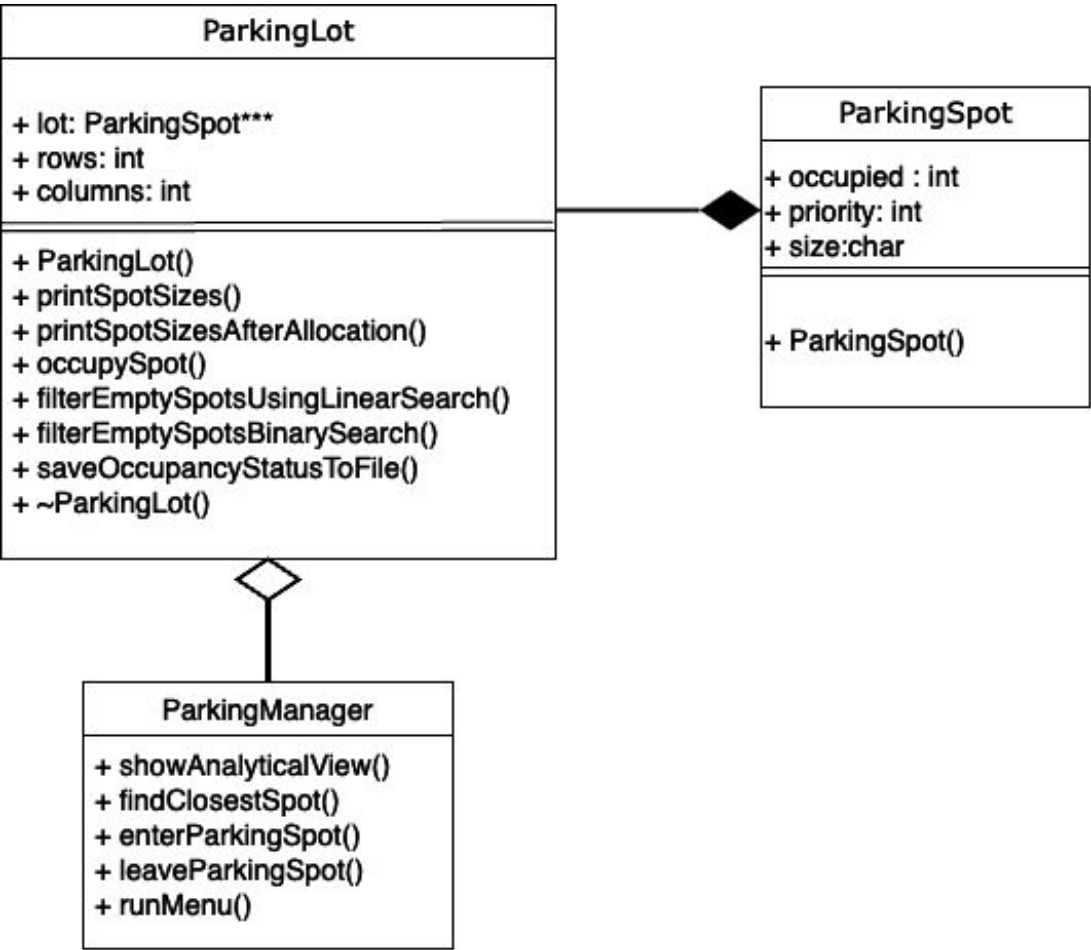 ParkingLot
+ lot: ParkingSpot***
+ rows: int
+ columns: int
+ ParkingLot()
+ printSpotSizes()
+ printSpotSizesAfterAllocation()
+ occupySpot()
+ filterEmptySpotsUsingLinearSearch()
+ filterEmptySpotsBinarySearch()
+ saveOccupancyStatusToFile()
+ ~ParkingLot()
ParkingSpot
+ occupied : int
+ priority: int
+ size:char
+ ParkingSpot()
ParkingManager
+ showAnalyticalView()
+ findClosestSpot()
+ enterParkingSpot()
+ leaveParkingSpot()
+ runMenu()